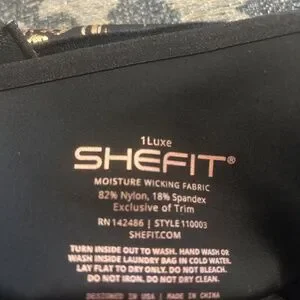 1Luxe
SHEFIT®
MOISTURE WICKING FABRIC
82% Nylon, 18% Spandex
Exclusive of Trim
RN 142486 | STYLE 110003
SHEFIT.COM
TURN INSIDE OUT TO WASH. HAND WASH OR
WASH INSIDE LAUNDRY BAG IN COLD WATER.
LAY FLAT TO DRY ONLY. DO NOT BLEACH.
DO NOT IRON. DO NOT DRY CLEAN.
DESIGNED IN USA | MADE IN CHINA